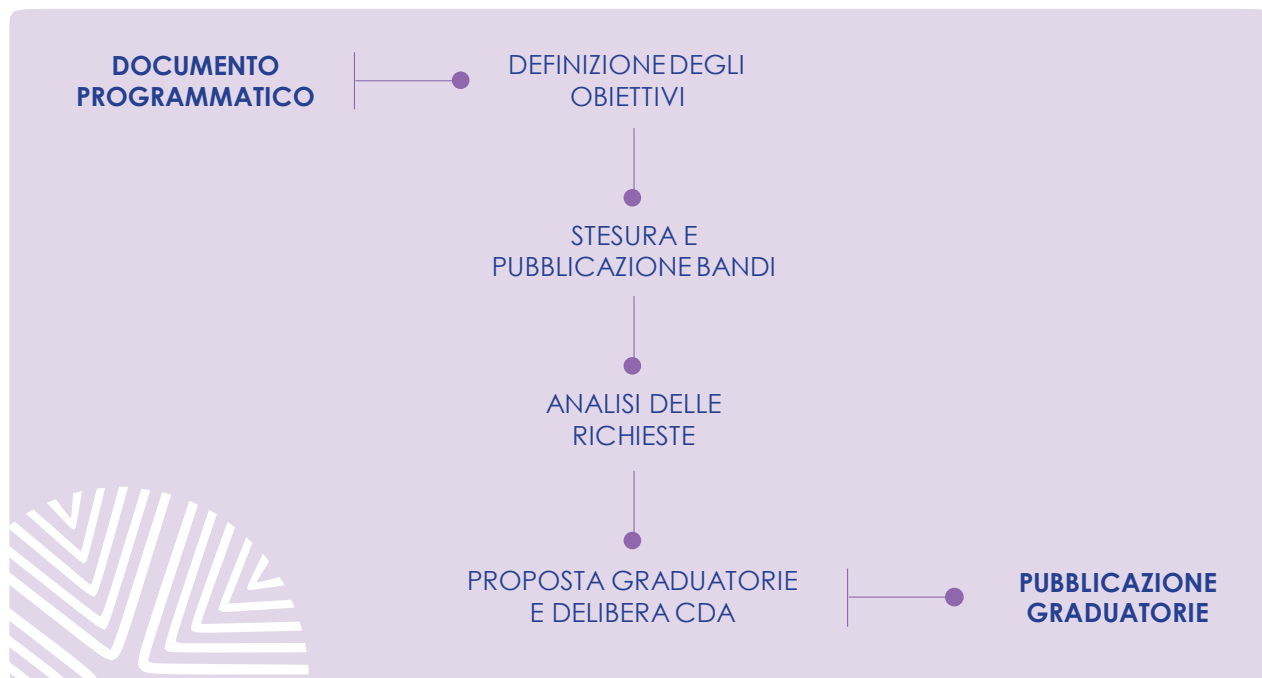 DOCUMENTO
PROGRAMMATICO
DEFINIZIONE DEGLI
OBIETTIVI
STESURA E
PUBBLICAZIONE BANDI
ANALISI DELLE
RICHIESTE
PROPOSTA GRADUATORIE
E DELIBERA CDA
PUBBLICAZIONE
GRADUATORIE